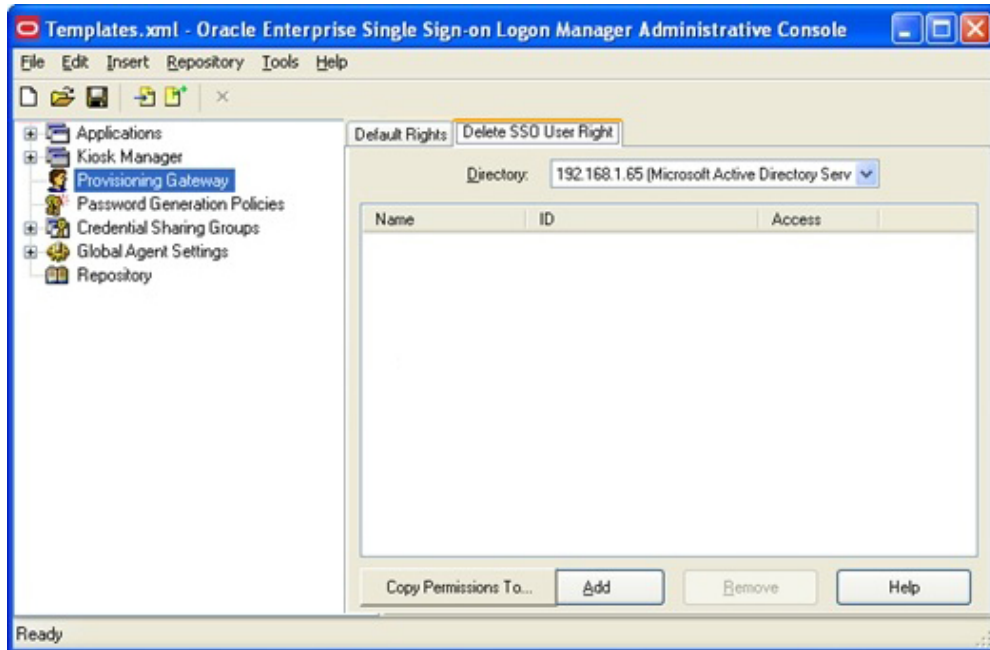 Templates.xml - Oracle Enterprise Single Sign-on Logon Manager Administrative Console
File Edit Insert Repository Tools Help
Applications
Kiosk Manager
Provisioning Gateway
Password Generation Policies
Credential Sharing Groups
Global Agent Settings
Repository
Default Rights Delete SSO User Right
Directory: 192.168.1.65 (Microsoft Active Directory Serv
Name ID Access
Copy Permissions To... Add Remove Help
Ready